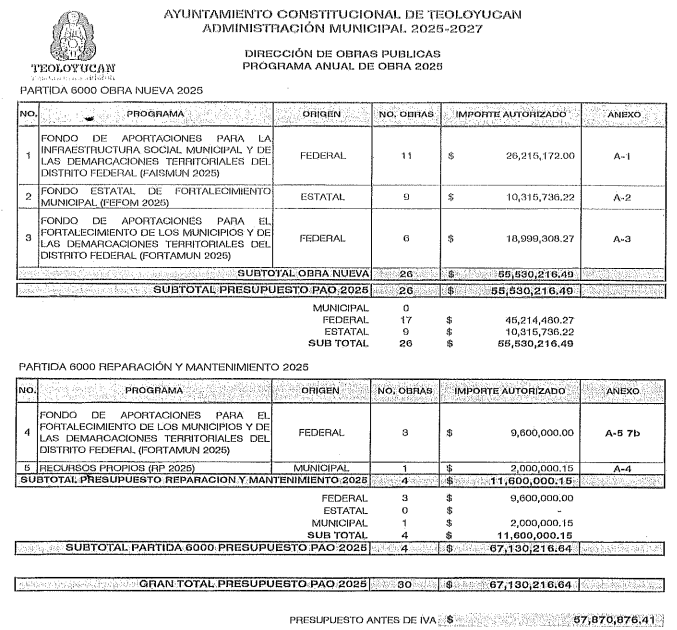 AYUNTAMIENTO CONSTITUCIONAL DE TEOLOYUCAN
ADMINISTRACIÓN MUNICIPAL 2025-2027
DIRECCIÓN DE OBRAS PUBLICAS
PROGRAMA ANUAL DE OBRA 2025
TEOLOYUCAN
PARTIDA 6000 OBRA NUEVA 2025
NO. PROGRAMA ORIGEN NO. OBRAS IMPORTE AUTORIZADO ANEXO
1 FONDO DE APORTACIONES PARA LA INFRAESTRUCTURA SOCIAL MUNICIPAL Y DE LAS DEMARCACIONES TERRITORIALES DEL DISTRITO FEDERAL (FAISMUN 2025) FEDERAL 11 $ 26,215,172.00 A-1
2 FONDO ESTATAL DE FORTALECIMIENTO MUNICIPAL (FEFOM 2025) ESTATAL 9 $ 10,315,736.22 A-2
3 FONDO DE APORTACIONES PARA EL FORTALECIMIENTO DE LOS MUNICIPIOS Y DE LAS DEMARCACIONES TERRITORIALES DEL DISTRITO FEDERAL (FORTAMUN 2025) FEDERAL 6 $ 18,999,308.27 A-3
SUBTOTAL OBRA NUEVA 26 $ 55,530,216.49
SUBTOTAL PRESUPUESTO PAO 2025 26 $ 55,530,216.49
MUNICIPAL 0
FEDERAL 17 $ 45,214,480.27
ESTATAL 9 $ 10,315,736.22
SUB TOTAL 26 $ 55,530,216.49
PARTIDA 6000 REPARACIÓN Y MANTENIMIENTO 2025
NO. PROGRAMA ORIGEN NO. OBRAS IMPORTE AUTORIZADO ANEXO
4 FONDO DE APORTACIONES PARA EL FORTALECIMIENTO DE LOS MUNICIPIOS Y DE LAS DEMARCACIONES TERRITORIALES DEL DISTRITO FEDERAL (FORTAMUN 2025) FEDERAL 3 $ 9,600,000.00 A-5 7b
5 RECURSOS PROPIOS (RP 2025) MUNICIPAL 1 $ 2,000,000.15 A-4
SUBTOTAL PRESUPUESTO REPARACION Y MANTENIMIENTO 2025 4 $ 11,600,000.15
FEDERAL 3 $ 9,600,000.00
ESTATAL 0 $ -
MUNICIPAL 1 $ 2,000,000.15
SUB TOTAL 4 $ 11,600,000.15
SUBTOTAL PARTIDA 6000 PRESUPUESTO PAO 2025 4 $ 67,130,216.64
GRAN TOTAL PRESUPUESTO PAO 2025 30 $ 67,130,216.64
PRESUPUESTO ANTES DE IVA $ 57,870,876.41